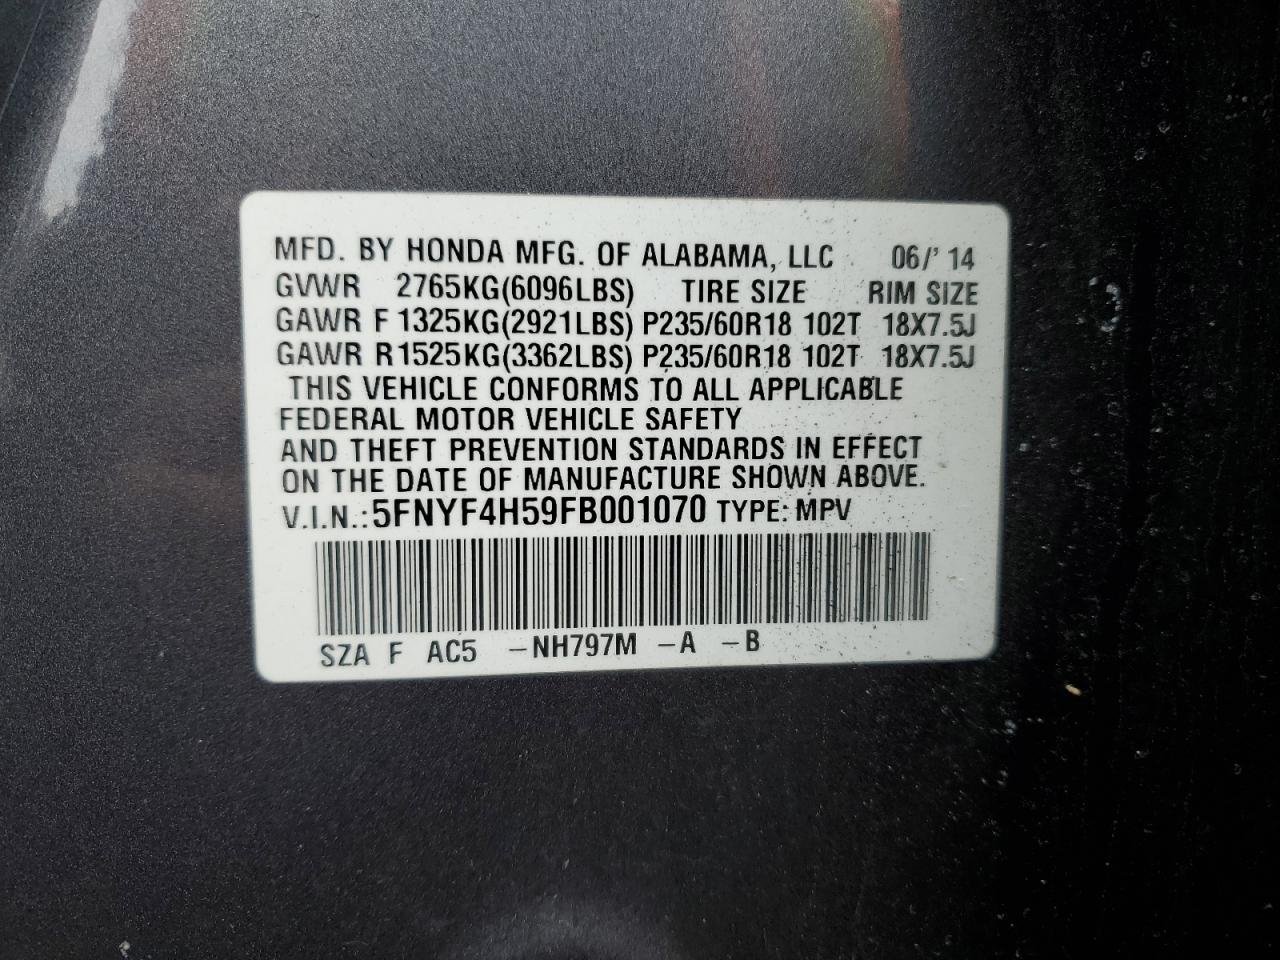 MFD. BY HONDA MFG. OF ALABAMA, LLC 06/' 14
GVWR 2765KG(6096LBS) TIRE SIZE RIM SIZE
GAWR F 1325KG(2921LBS) P235/60R18 102T 18X7.5J
GAWR R 1525KG(3362LBS) P235/60R18 102T 18X7.5J
THIS VEHICLE CONFORMS TO ALL APPLICABLE
FEDERAL MOTOR VEHICLE SAFETY
AND THEFT PREVENTION STANDARDS IN EFFECT
ON THE DATE OF MANUFACTURE SHOWN ABOVE.
V.I.N.: 5FNYF4H59FB001070 TYPE: MPV
SZA F AC5 –NH797M –A –B